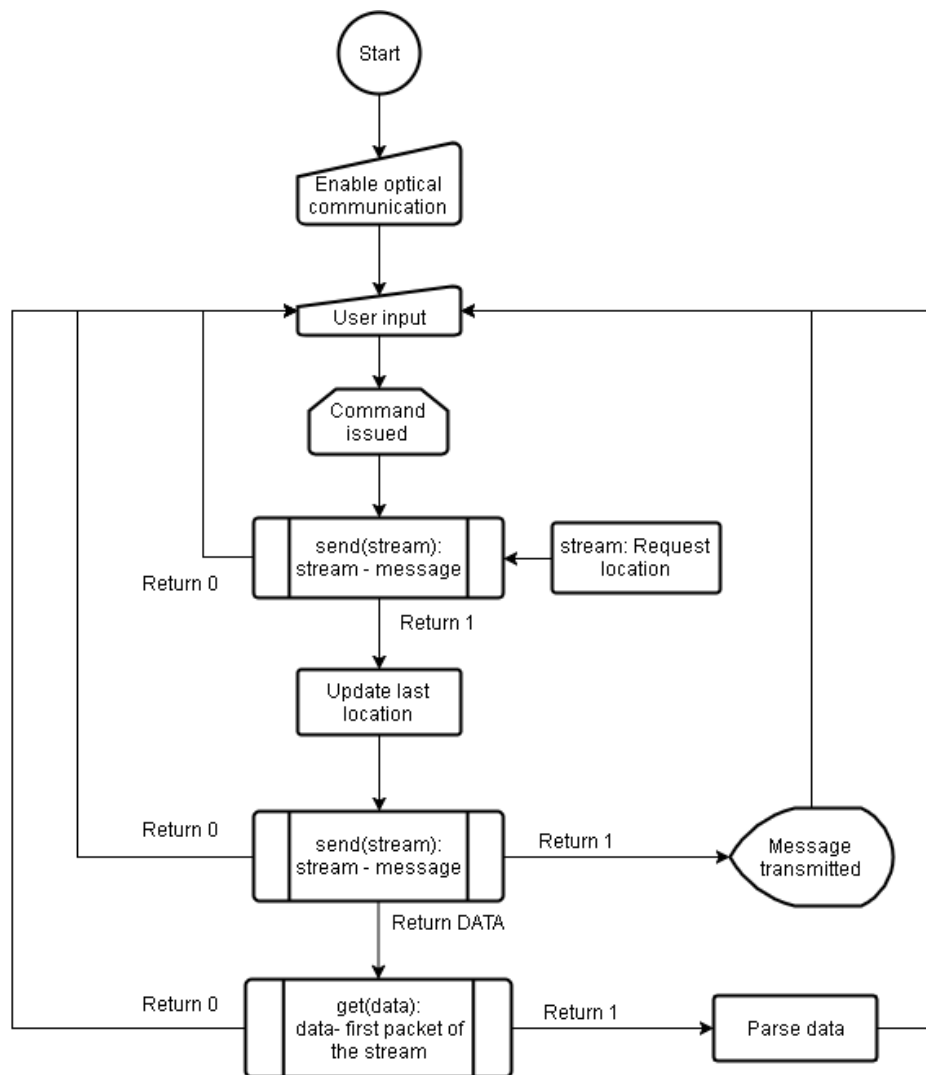 Start
Enable optical
communication
User input
Command
issued
send(stream):
stream - message
stream: Request
location
Return 0
Return 1
Update last
location
Return 0
send(stream):
stream - message
Return 1
Message
transmitted
Return DATA
Return 0
get(data):
data- first packet of
the stream
Return 1
Parse data